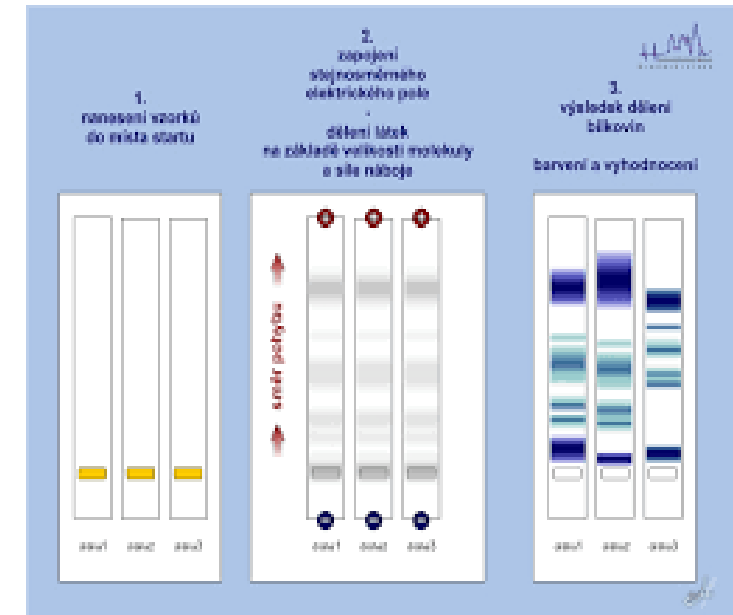 1.
nanesení vzorků
do místa startu
2.
zapojení
stejnosměrného
elektrického pole
-
dělení látek
na základě velikosti molekuly
a síle náboje
3.
výsledek dělení
bílkovin
barvení a vyhodnocení
směr pohybu
+ + +
- - -